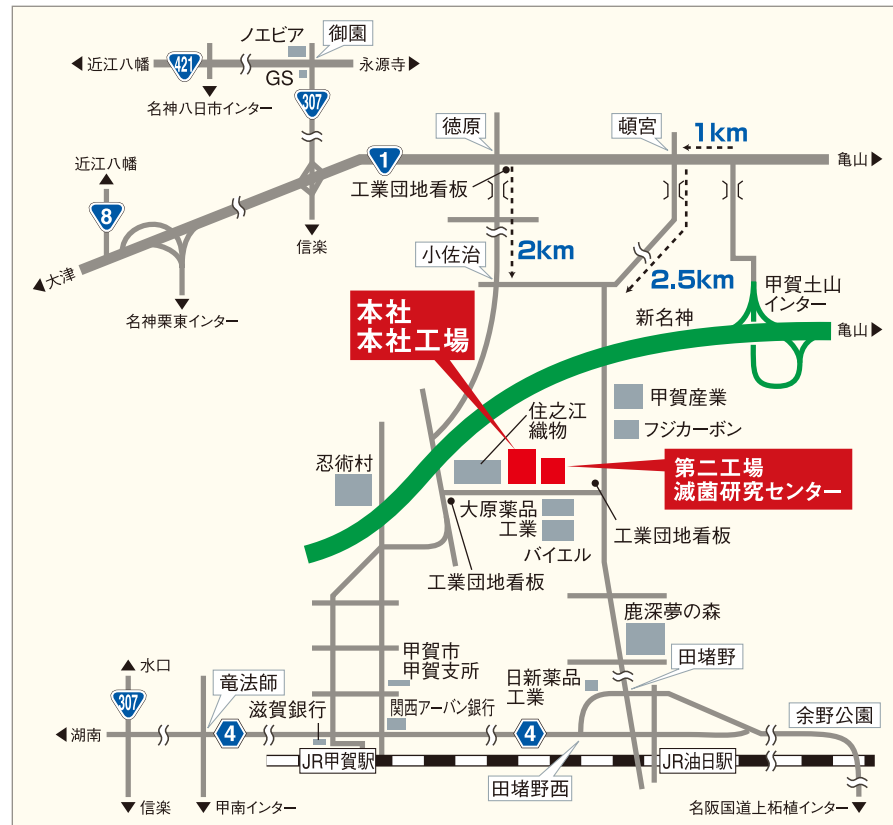 ノエビア
御園
近江八幡
421
永源寺
GS
名神八日市インター
307
徳原
頓宮
1km
近江八幡
1
亀山
工業団地看板
8
信楽
小佐治
2km
2.5km
大津
名神栗東インター
甲賀土山
インター
新名神
本社
本社工場
亀山
甲賀産業
住之江
織物
フジカーボン
忍術村
第二工場
滅菌研究センター
大原薬品
工業
工業団地看板
バイエル
工業団地看板
鹿深夢の森
甲賀市
甲賀支所
田堵野
水口
日新薬品
工業
307
竜法師
滋賀銀行
関西アーバン銀行
余野公園
湖南
4
4
JR甲賀駅
JR油日駅
田堵野西
信楽
甲南インター
名阪国道上柘植インター